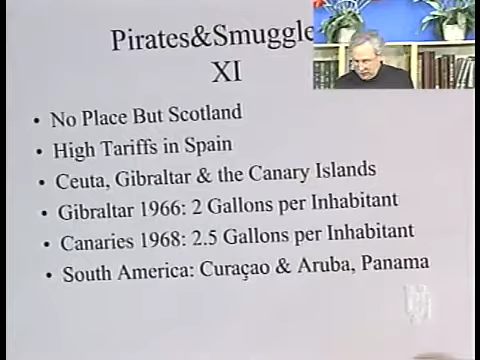 Pirates&Smuggle
XI
• No Place But Scotland
• High Tariffs in Spain
• Ceuta, Gibraltar & the Canary Islands
• Gibraltar 1966: 2 Gallons per Inhabitant
• Canaries 1968: 2.5 Gallons per Inhabitant
• South America: Curaçao & Aruba, Panama